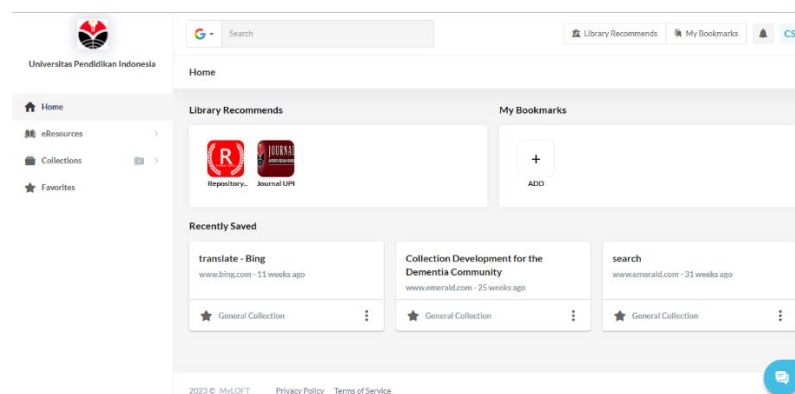 Universitas Pendidikan Indonesia
Home
eResources
Collections
Favorites
Search
Library Recommends
My Bookmarks
CS
Home
Library Recommends
My Bookmarks
R
JOURNAL
Repository..
Journal UPI
+
ADD
Recently Saved
translate - Bing
www.bing.com - 11 weeks ago
General Collection
Collection Development for the
Dementia Community
www.emerald.com - 25 weeks ago
General Collection
search
www.emerald.com - 31 weeks ago
General Collection
2023 © MyLOFT Privacy Policy Terms of Service